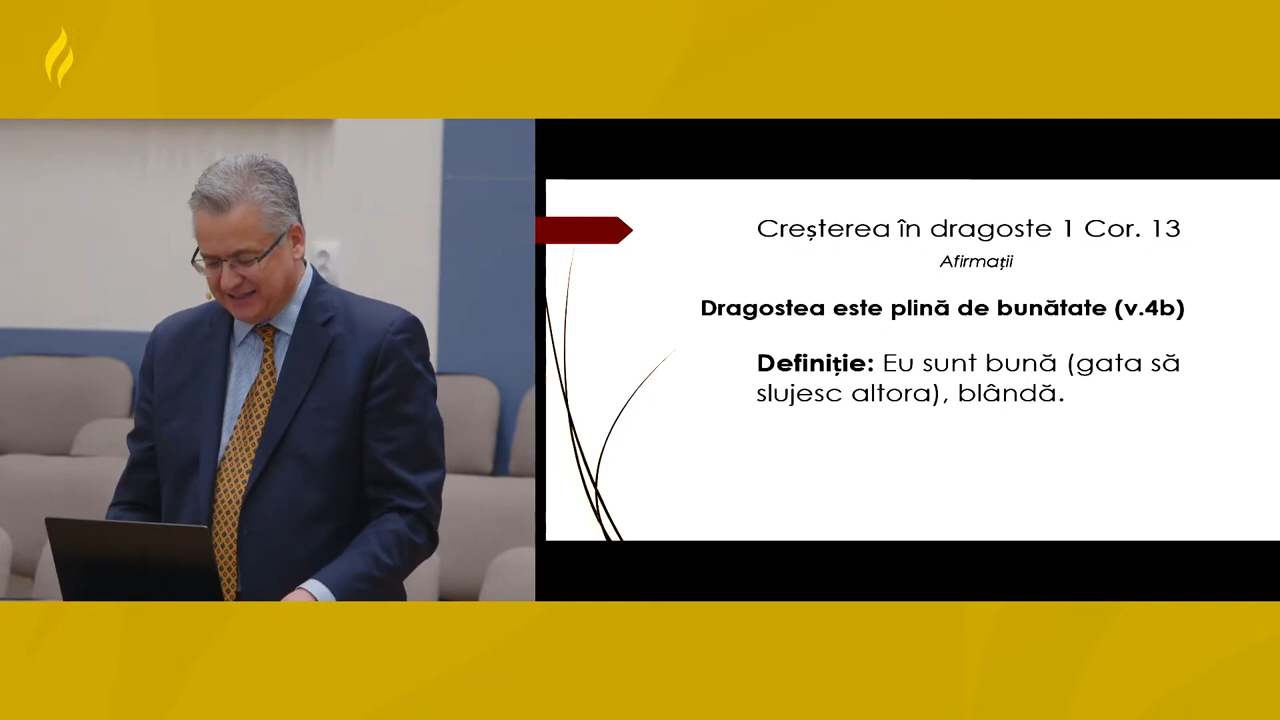 Creșterea în dragoste 1 Cor. 13
Afirmații
Dragostea este plină de bunătate (v.4b)
Definiție: Eu sunt bună (gata să
slujesc altora), blândă.